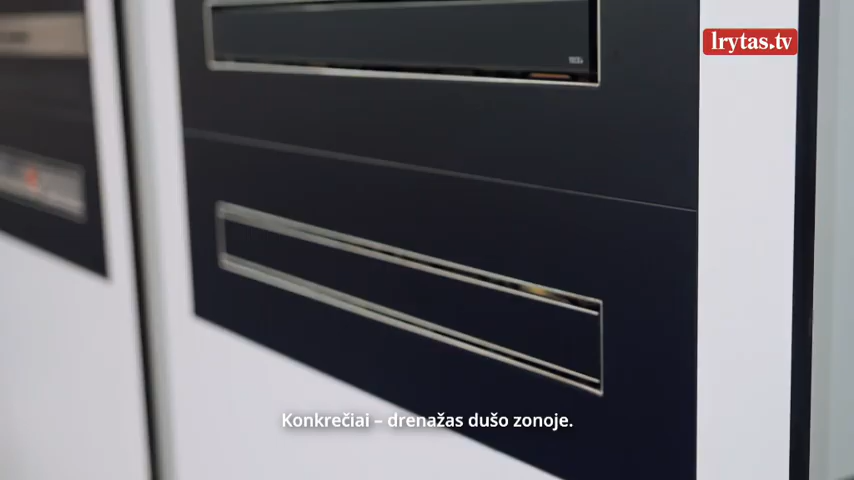 lrytas.tv
Konkrečiai – drenažas dušo zonoje.